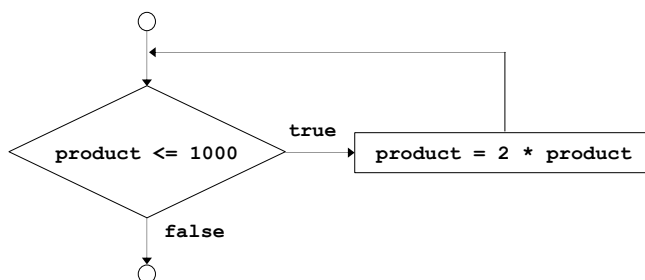 true
product <= 1000
product = 2 * product
false